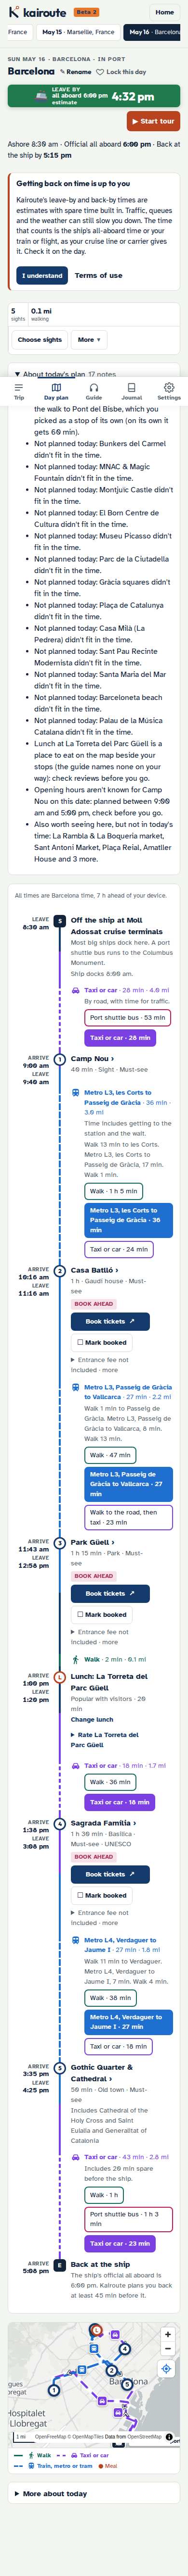 kairoute Beta 2 Home
France May 15 · Marseille, France May 16 · Barcelona
SUN MAY 16 · BARCELONA · IN PORT
Barcelona ✎ Rename ♡ Lock this day
LEAVE BY
all aboard 6:00 pm
estimate
4:32 pm
▶ Start tour
Ashore 8:30 am · Official all aboard 6:00 pm · Back at
the ship by 5:15 pm
Getting back on time is up to you
Kairoute's leave-by and back-by times are
estimates we spare time built in. Traffic, queues
and the weather can still slow you down. The time
that counts is your ship's all-aboard time or your
train or flight, as your cruise line or carrier gives
it. Check it on the day.
I understand Terms of use
5 sights 0.1 mi walking
Choose sights More ▾
▼ About today's plan 17 notes
Trip Day plan Guide Journal Settings
the walk to Pont del Bisbe, which you
picked as a stop of its own (on its own it
gets 60 min).
Not planned today: Bunkers del Carmel
didn't fit in the time.
Not planned today: MNAC & Magic
Fountain didn't fit in the time.
Not planned today: Montjuïc Castle didn't
fit in the time.
Not planned today: El Born Centre de
Cultura didn't fit in the time.
Not planned today: Museu Picasso didn't
fit in the time.
Not planned today: Parc de la Ciutadella
didn't fit in the time.
Not planned today: Gràcia squares didn't
fit in the time.
Not planned today: Plaça de Catalunya
didn't fit in the time.
Not planned today: Casa Milà (La
Pedrera) didn't fit in the time.
Not planned today: Sant Pau Recinte
Modernista didn't fit in the time.
Not planned today: Santa Maria del Mar
didn't fit in the time.
Not planned today: Barceloneta beach
didn't fit in the time.
Not planned today: Palau de la Música
Catalana didn't fit in the time.
Lunch at La Torreta del Parc Güell is a
place to eat on the map beside your
stops (the guide names none on your
way); check reviews before you go.
Opening hours aren't known for Camp
Nou on this date: planned between 9:00
am and 5:00 pm, check before you go.
Also worth seeing here, but not in today's
time: La Rambla & La Boqueria market,
Sant Antoni Market, Plaça Reial, Amatller
House and 3 more.
All times are Barcelona time, 7 h ahead of your device.
LEAVE
8:30 am
S
Off the ship at Moll
Adossat cruise terminals
Most big ships dock here. A port
shuttle bus runs to the Columbus
Monument.
Ship docks 8:00 am.
Taxi or car · 28 min · 4.0 mi
By road, with time for traffic.
Port shuttle bus · 53 min
Taxi or car · 28 min
ARRIVE
9:00 am
LEAVE
9:40 am
1
Camp Nou ›
40 min · Sight · Must-see
Metro L3, les Corts to
Passeig de Gràcia · 36 min ·
3.0 mi
Time includes getting to the
station and the wait.
Walk 13 min to les Corts.
Metro L3, les Corts to
Passeig de Gràcia, 17 min.
Walk 1 min.
Walk · 1 h 5 min
Metro L3, les Corts to
Passeig de Gràcia · 36
min
Taxi or car · 24 min
ARRIVE
10:16 am
LEAVE
11:16 am
2
Casa Batlló ›
1 h · Gaudi house · Must-
see
BOOK AHEAD
Book tickets ↗
☐ Mark booked
▶ Entrance fee not
included · more
Metro L3, Passeig de Gràcia
to Vallcarca · 27 min · 2.2 mi
Walk 1 min to Passeig de
Gràcia. Metro L3, Passeig de
Gràcia to Vallcarca, 8 min.
Walk 13 min.
Walk · 47 min
Metro L3, Passeig de
Gràcia to Vallcarca · 27
min
Walk to the road, then
taxi · 23 min
ARRIVE
11:43 am
LEAVE
12:58 pm
3
Park Güell ›
1 h 15 min · Park · Must-
see
BOOK AHEAD
Book tickets ↗
☐ Mark booked
▶ Entrance fee not
included · more
Walk · 2 min · 0.1 mi
ARRIVE
1:00 pm
LEAVE
1:20 pm
L
Lunch: La Torreta del
Parc Güell
Popular with visitors · 20
min
Change lunch
▶ Rate La Torreta del
Parc Güell
Taxi or car · 18 min · 1.7 mi
Walk · 36 min
Taxi or car · 18 min
ARRIVE
1:38 pm
LEAVE
3:08 pm
4
Sagrada Família ›
1 h 30 min · Basilica ·
Must-see · UNESCO
BOOK AHEAD
Book tickets ↗
☐ Mark booked
▶ Entrance fee not
included · more
Metro L4, Verdaguer to
Jaume I · 27 min · 1.6 mi
Walk 11 min to Verdaguer.
Metro L4, Verdaguer to
Jaume I, 7 min. Walk 4 min.
Walk · 38 min
Metro L4, Verdaguer to
Jaume I · 27 min
Taxi or car · 18 min
ARRIVE
3:35 pm
LEAVE
4:25 pm
5
Gothic Quarter &
Cathedral ›
50 min · Old town · Must-
see
Includes Cathedral of the
Holy Cross and Saint
Eulalia and Generalitat of
Catalonia
Taxi or car · 43 min · 2.6 mi
Includes 20 min spare
before the ship.
Walk · 1 h
Port shuttle bus · 1 h 3
min
Taxi or car · 23 min
ARRIVE
5:08 pm
E
Back at the ship
The ship's official all aboard is
6:00 pm. Kairoute plans you back
at least 45 min before it.
L
4
2
1
5
Barcelona
L'Hospitalet
de Llobregat
1 mi
OpenFreeMap © OpenMapTiles Data from OpenStreetMap
Walk Taxi or car
Train, metro or tram Meal
▶ More about today